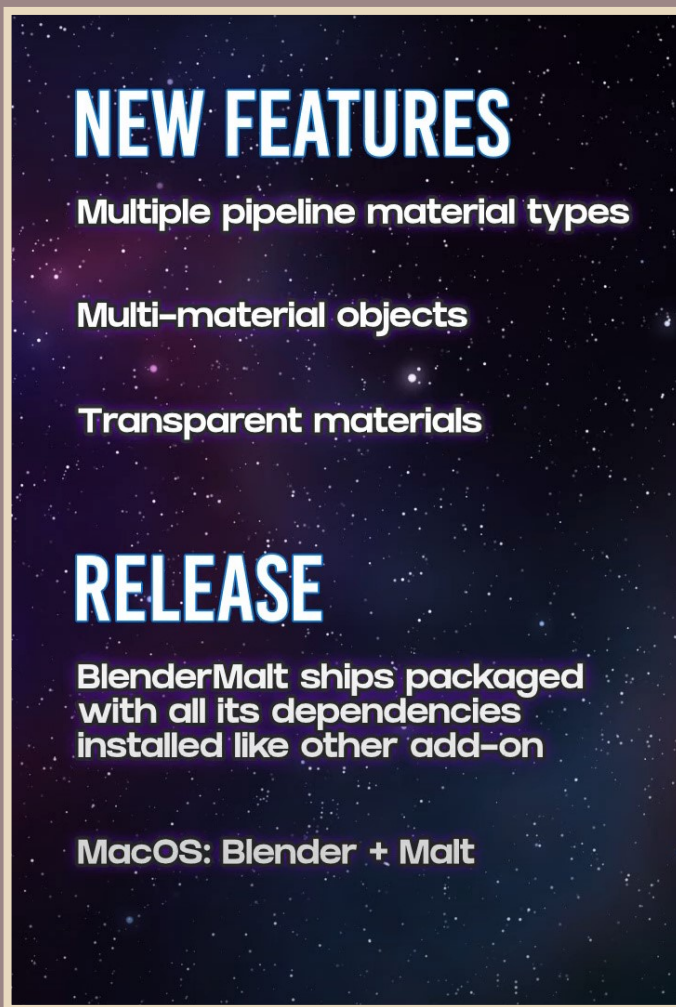 NEW FEATURES
Multiple pipeline material types
Multi-material objects
Transparent materials
RELEASE
BlenderMalt ships packaged
with all its dependencies
installed like other add-on
MacOS: Blender + Malt